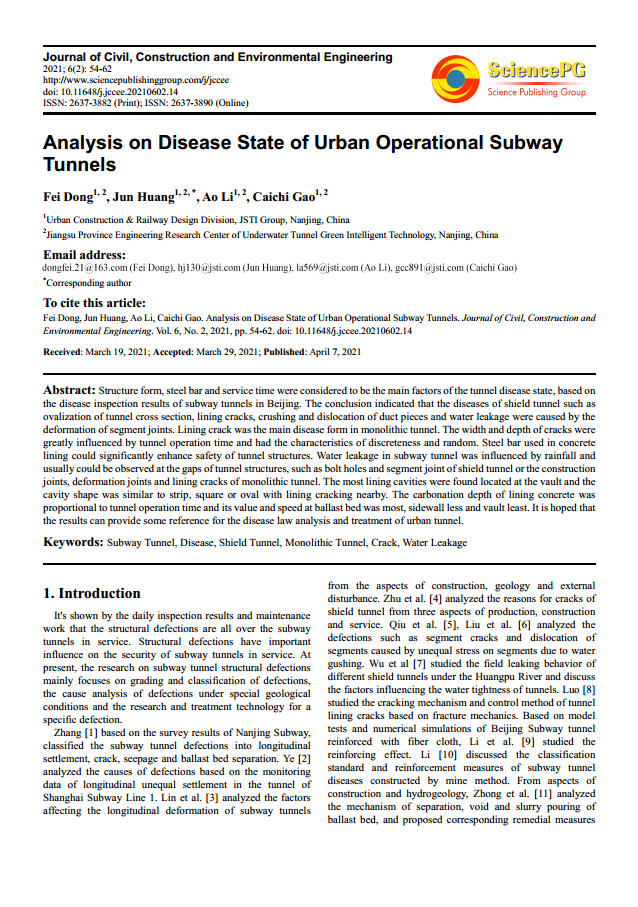 Journal of Civil, Construction and Environmental Engineering
2021; 6(2): 54-62
http://www.sciencepublishinggroup.com/j/jccee
doi: 10.11648/j.jccee.20210602.14
ISSN: 2637-3882 (Print); ISSN: 2637-3890 (Online)
SciencePG
Science Publishing Group
Analysis on Disease State of Urban Operational Subway
Tunnels
Fei Dong1, 2, Jun Huang1, 2, *, Ao Li1, 2, Caichi Gao1, 2
1Urban Construction & Railway Design Division, JSTI Group, Nanjing, China
2Jiangsu Province Engineering Research Center of Underwater Tunnel Green Intelligent Technology, Nanjing, China
Email address:
dongfei.21@163.com (Fei Dong), hj130@jsti.com (Jun Huang), la569@jsti.com (Ao Li), gcc891@jsti.com (Caichi Gao)
*Corresponding author
To cite this article:
Fei Dong, Jun Huang, Ao Li, Caichi Gao. Analysis on Disease State of Urban Operational Subway Tunnels. Journal of Civil, Construction and
Environmental Engineering. Vol. 6, No. 2, 2021, pp. 54-62. doi: 10.11648/j.jccee.20210602.14
Received: March 19, 2021; Accepted: March 29, 2021; Published: April 7, 2021
Abstract: Structure form, steel bar and service time were considered to be the main factors of the tunnel disease state, based on
the disease inspection results of subway tunnels in Beijing. The conclusion indicated that the diseases of shield tunnel such as
ovalization of tunnel cross section, lining cracks, crushing and dislocation of duct pieces and water leakage were caused by the
deformation of segment joints. Lining crack was the main disease form in monolithic tunnel. The width and depth of cracks were
greatly influenced by tunnel operation time and had the characteristics of discreteness and random. Steel bar used in concrete
lining could significantly enhance safety of tunnel structures. Water leakage in subway tunnel was influenced by rainfall and
usually could be observed at the gaps of tunnel structures, such as bolt holes and segment joint of shield tunnel or the construction
joints, deformation joints and lining cracks of monolithic tunnel. The most lining cavities were found located at the vault and the
cavity shape was similar to strip, square or oval with lining cracking nearby. The carbonation depth of lining concrete was
proportional to tunnel operation time and its value and speed at ballast bed was most, sidewall less and vault least. It is hoped that
the results can provide some reference for the disease law analysis and treatment of urban tunnel.
Keywords: Subway Tunnel, Disease, Shield Tunnel, Monolithic Tunnel, Crack, Water Leakage
1. Introduction
It's shown by the daily inspection results and maintenance
work that the structural defections are all over the subway
tunnels in service. Structural defections have important
influence on the security of subway tunnels in service. At
present, the research on subway tunnel structural defections
mainly focuses on grading and classification of defections,
the cause analysis of defections under special geological
conditions and the research and treatment technology for a
specific defection.
Zhang [1] based on the survey results of Nanjing Subway,
classified the subway tunnel defections into longitudinal
settlement, crack, seepage and ballast bed separation. Ye [2]
analyzed the causes of defections based on the monitoring
data of longitudinal unequal settlement in the tunnel of
Shanghai Subway Line 1. Lin et al. [3] analyzed the factors
affecting the longitudinal deformation of subway tunnels
from the aspects of construction, geology and external
disturbance. Zhu et al. [4] analyzed the reasons for cracks of
shield tunnel from three aspects of production, construction
and service. Qiu et al. [5], Liu et al. [6] analyzed the
defections such as segment cracks and dislocation of
segments caused by unequal stress on segments due to water
gushing. Wu et al [7] studied the field leaking behavior of
different shield tunnels under the Huangpu River and discuss
the factors influencing the water tightness of tunnels. Luo [8]
studied the cracking mechanism and control method of tunnel
lining cracks based on fracture mechanics. Based on model
tests and numerical simulations of Beijing Subway tunnel
reinforced with fiber cloth, Li et al. [9] studied the
reinforcing effect. Li [10] discussed the classification
standard and reinforcement measures of subway tunnel
diseases constructed by mine method. From aspects of
construction and hydrogeology, Zhong et al. [11] analyzed
the mechanism of separation, void and slurry pouring of
ballast bed, and proposed corresponding remedial measures